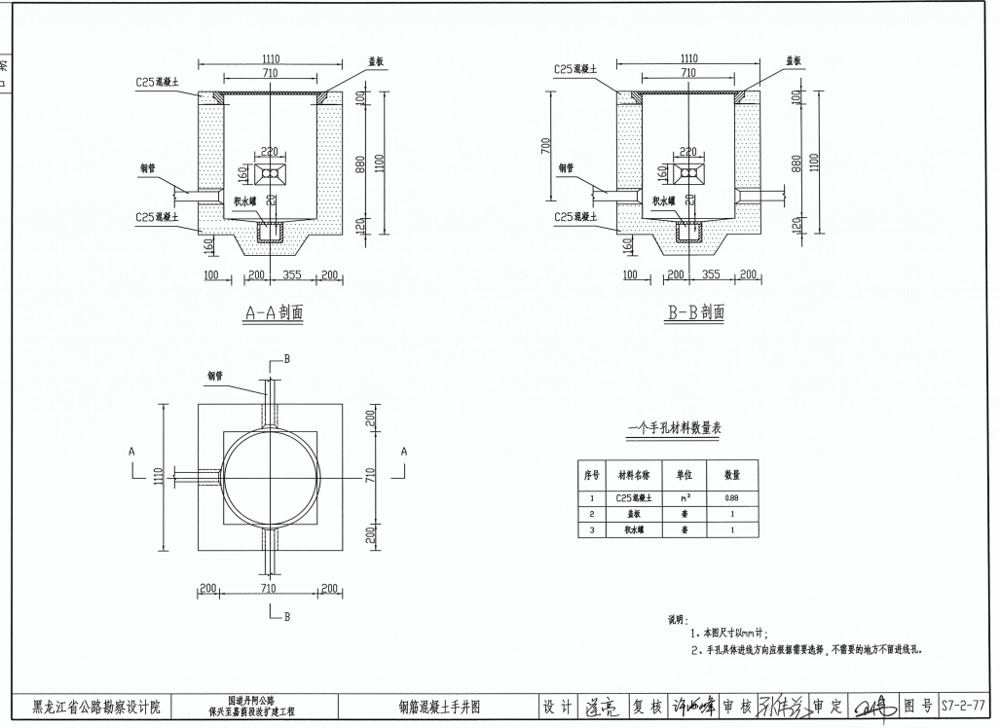 日期
1110
710
盖板
C25混凝土
100
880
1100
钢管
220
160
积水罐
20
C25混凝土
120
160
100
200
355
200
A-A剖面
1110
710
盖板
C25混凝土
100
700
880
1100
钢管
220
160
积水罐
20
C25混凝土
120
160
100
200
355
200
B-B剖面
B
钢管
200
A
A
1110
710
200
200
710
200
B
一个手孔材料数量表
序号 材料名称 单位 数量
1 C25混凝土 m³ 0.88
2 盖板 套 1
3 积水罐 套 1
说明:
1、本图尺寸以mm计;
2、手孔具体进线方向应根据需要选择,不需要的地方不留进线孔。
黑龙江省公路勘察设计院
国道丹阿公路
保兴至嘉荫段改扩建工程
钢筋混凝土手井图
设计
复核
审核
审定
图号 S7-2-77